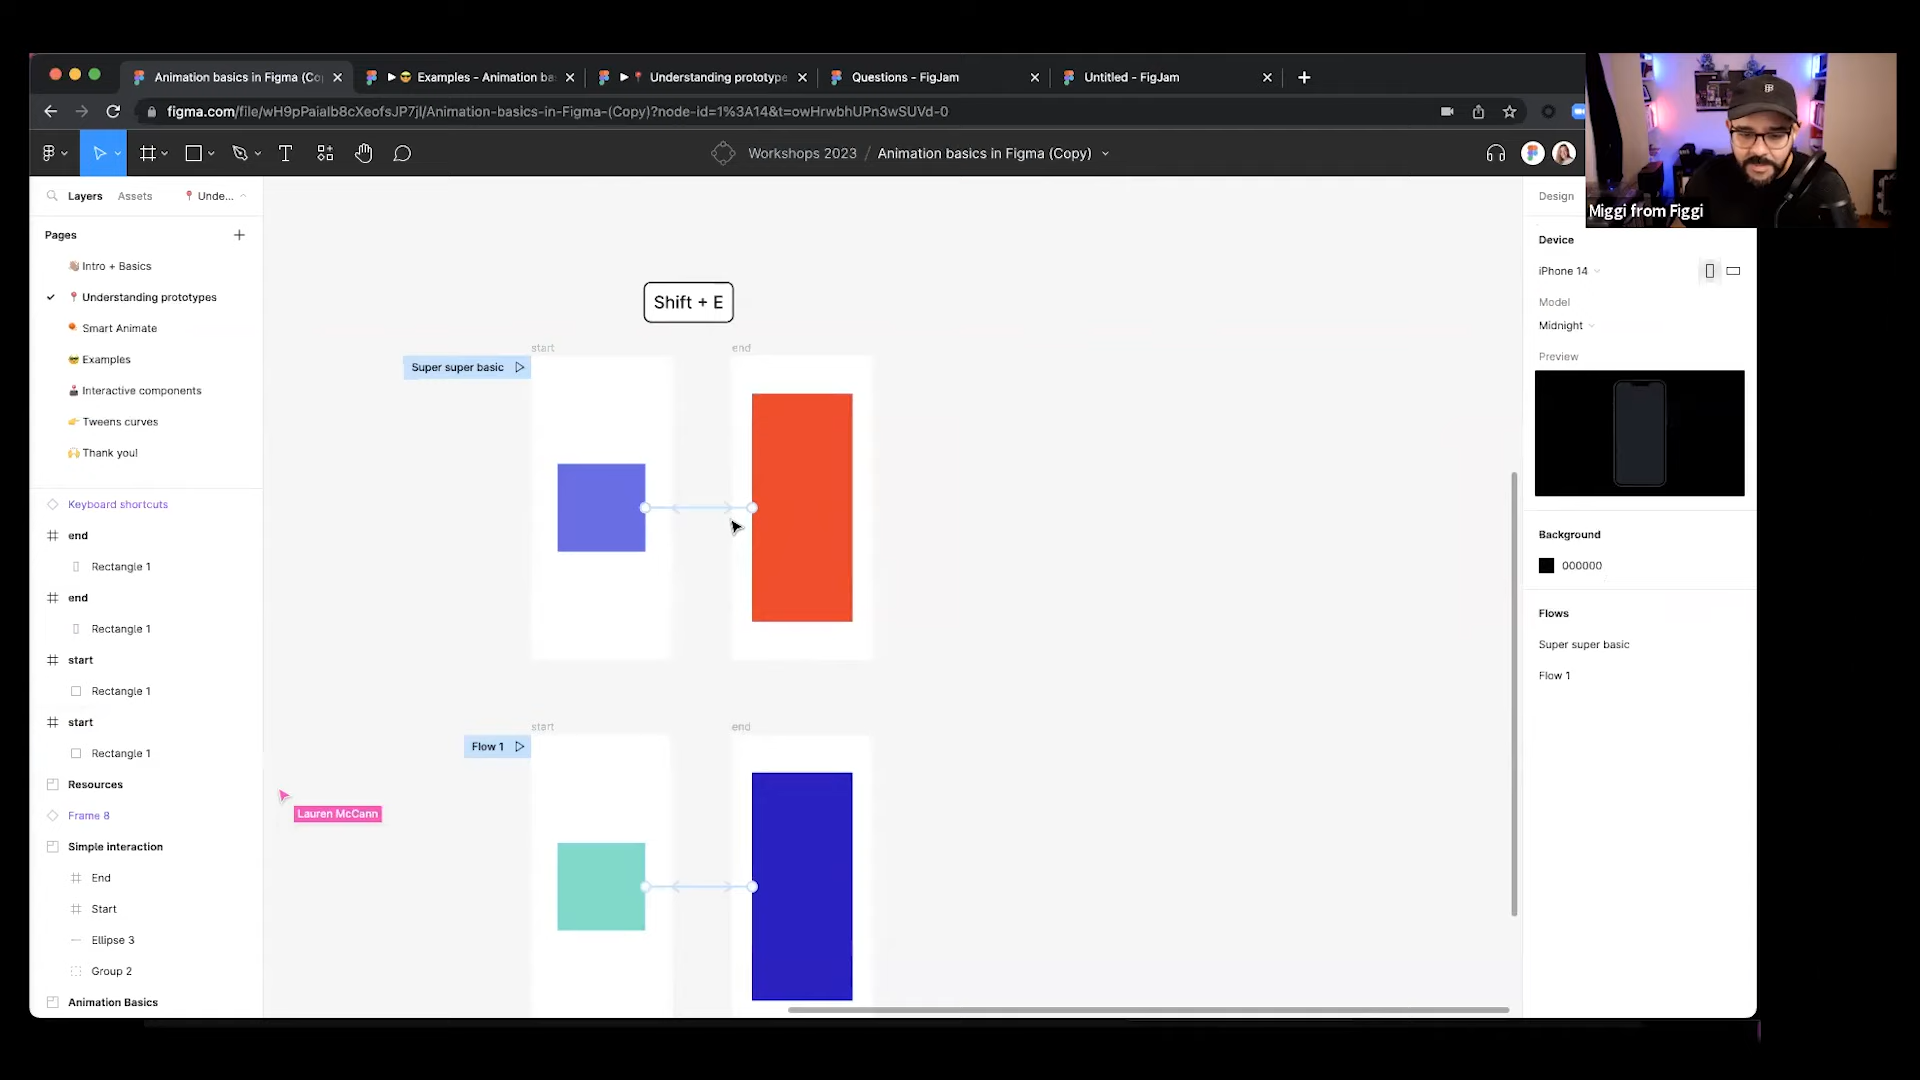 Animation basics in Figma (Co
Examples - Animation ba
Understanding prototype
Questions - FigJam
Untitled - FigJam
figma.com/file/wH9pPaiaIb8cXeofsJP7jl/Animation-basics-in-Figma-(Copy)?node-id=1%3A14&t=owHrwbhUPn3wSUVd-0
Workshops 2023 / Animation basics in Figma (Copy)
Miggi from Figgi
Layers
Assets
Unde...
Pages
Intro + Basics
Understanding prototypes
Smart Animate
Examples
Interactive components
Tweens curves
Thank you!
Keyboard shortcuts
end
Rectangle 1
end
Rectangle 1
start
Rectangle 1
start
Rectangle 1
Resources
Frame 8
Simple interaction
End
Start
Ellipse 3
Group 2
Animation Basics
Shift + E
start
end
Super super basic
start
end
Flow 1
Lauren McCann
Design
Device
iPhone 14
Model
Midnight
Preview
Background
000000
Flows
Super super basic
Flow 1